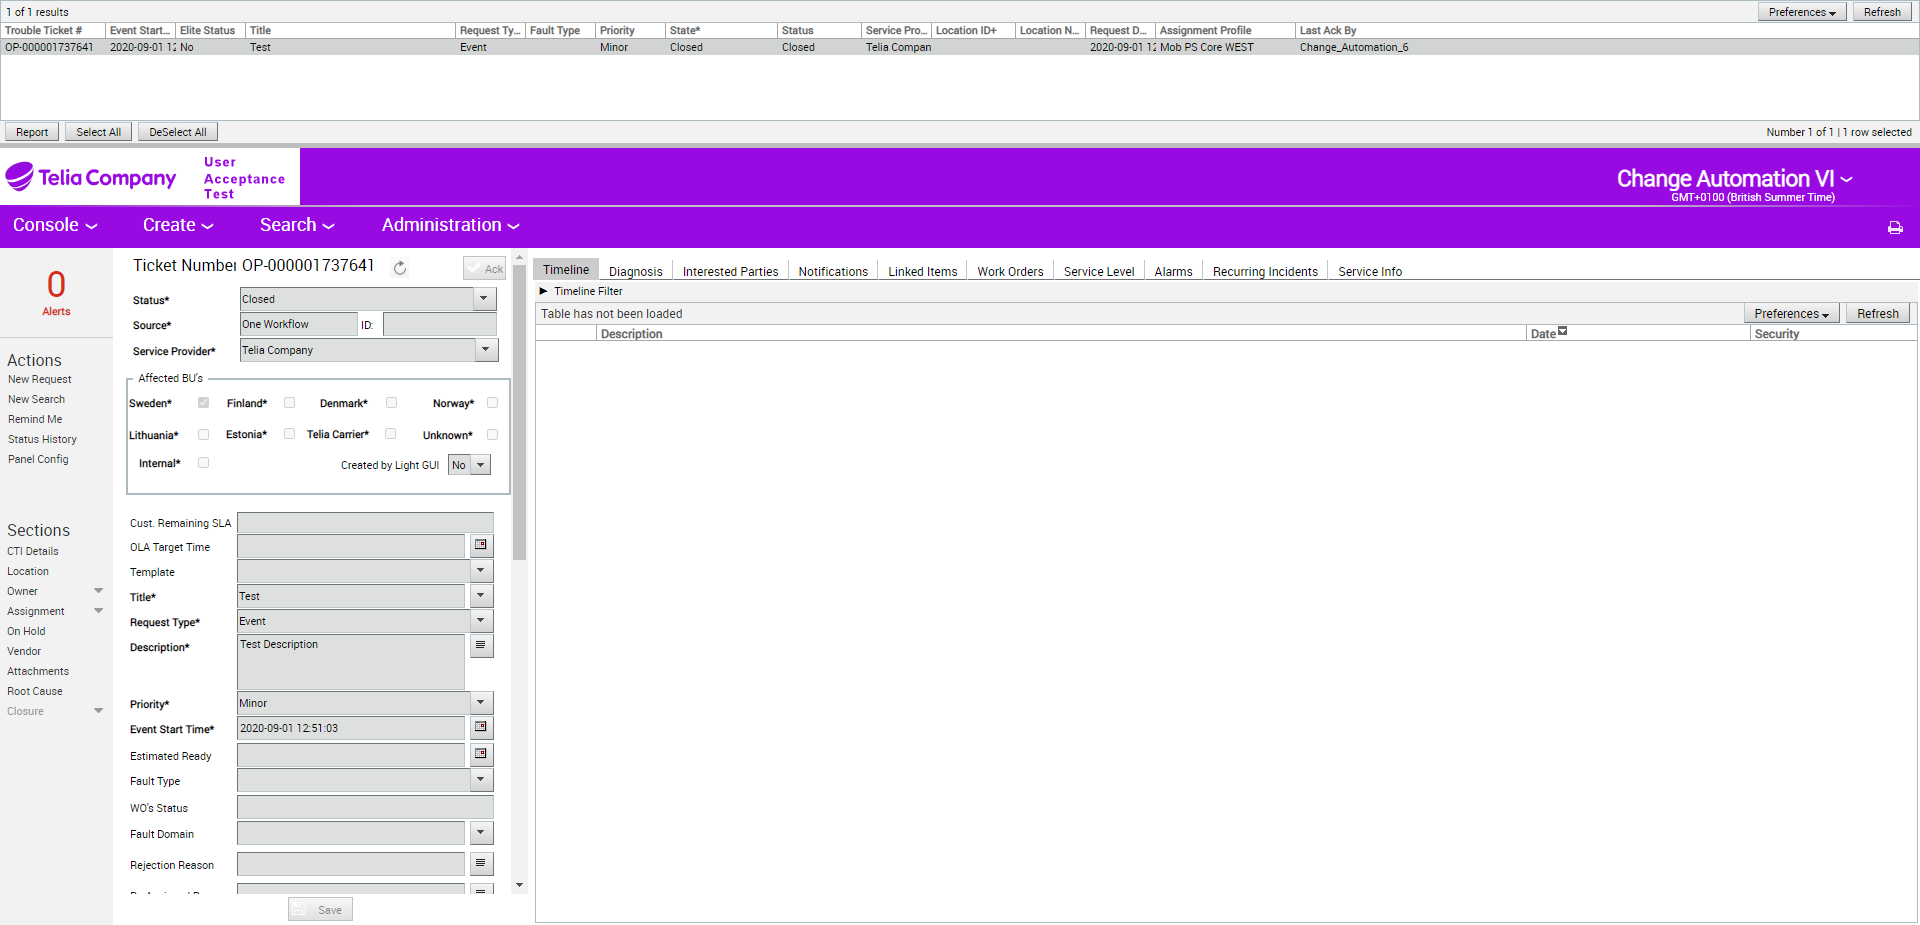 1 of 1 results
Preferences
Refresh
Trouble Ticket # Event Start... Elite Status Title Request Ty... Fault Type Priority State* Status Service Pro... Location ID+ Location N... Request D... Assignment Profile Last Ack By
OP-000001737641 2020-09-01 12 No Test Event Minor Closed Closed Telia Compan 2020-09-01 12 Mob PS Core WEST Change_Automation_6
Report Select All DeSelect All
Number 1 of 1 | 1 row selected
Telia Company
User
Acceptance
Test
Change Automation VI
GMT+0100 (British Summer Time)
Console Create Search Administration
0
Alerts
Actions
New Request
New Search
Remind Me
Status History
Panel Config
Sections
CTI Details
Location
Owner
Assignment
On Hold
Vendor
Attachments
Root Cause
Closure
Ticket Number OP-000001737641
Ack
Status* Closed
Source* One Workflow ID:
Service Provider* Telia Company
Affected BU's
Sweden* Finland* Denmark* Norway*
Lithuania* Estonia* Telia Carrier* Unknown*
Internal* Created by Light GUI No
Cust. Remaining SLA
OLA Target Time
Template
Title* Test
Request Type* Event
Description* Test Description
Priority* Minor
Event Start Time* 2020-09-01 12:51:03
Estimated Ready
Fault Type
WO's Status
Fault Domain
Rejection Reason
Save
Timeline Diagnosis Interested Parties Notifications Linked Items Work Orders Service Level Alarms Recurring Incidents Service Info
Timeline Filter
Table has not been loaded
Preferences
Refresh
Description Date Security